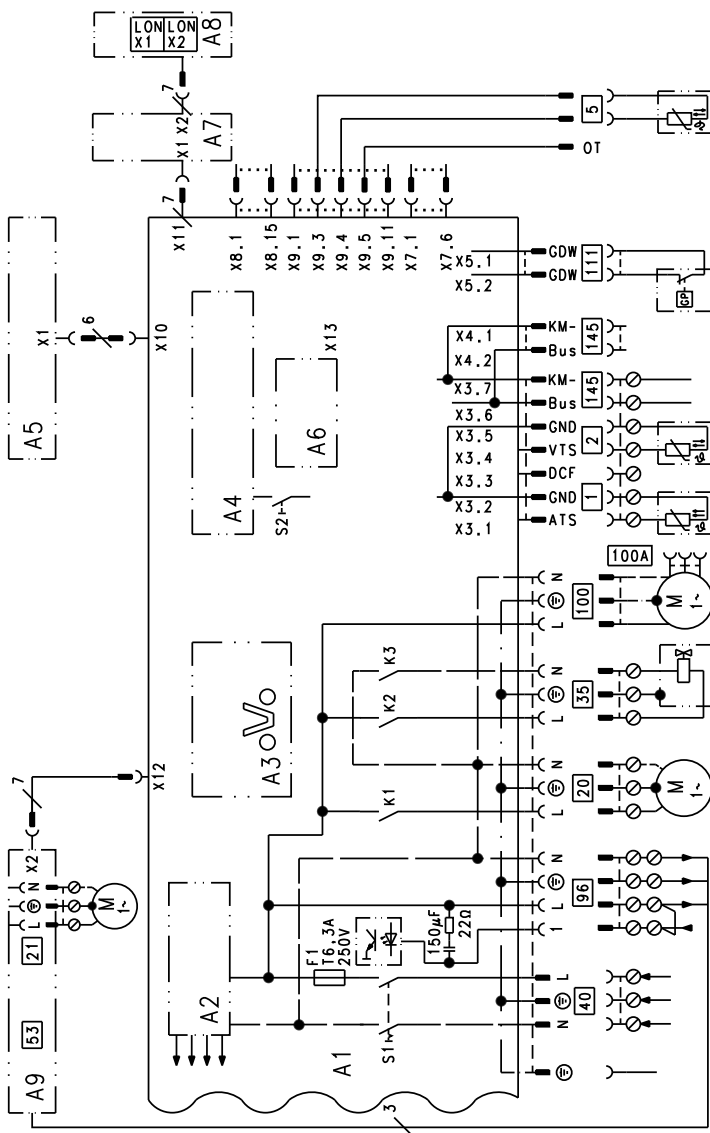 LON X1
LON X2
A8
7
X1 X2
A7
7
X11
A5
X1
6
X10
X8.1
X8.15
X9.1
X9.3
X9.4
X9.5
X9.11
X7.1
X7.6
5
OT
X5.1
X5.2
GDW
GDW
111
GP
X13
A6
A4
S2
X4.1
X4.2
X3.7
X3.6
X3.5
X3.4
X3.3
X3.2
X3.1
KM-
Bus
145
KM-
Bus
145
GND
VTS
2
DCF
GND
ATS
1
ϑ
ϑ
ϑ
100A
N
L
100
M
1~
A3
K3
K2
K1
N
L
35
N
L
20
M
1~
X12
7
X2
N
L
21
M
1~
53
A9
A2
A1
F1
T6,3A
250V
150µF
22Ω
S1
N
L
1
96
L
N
40
3